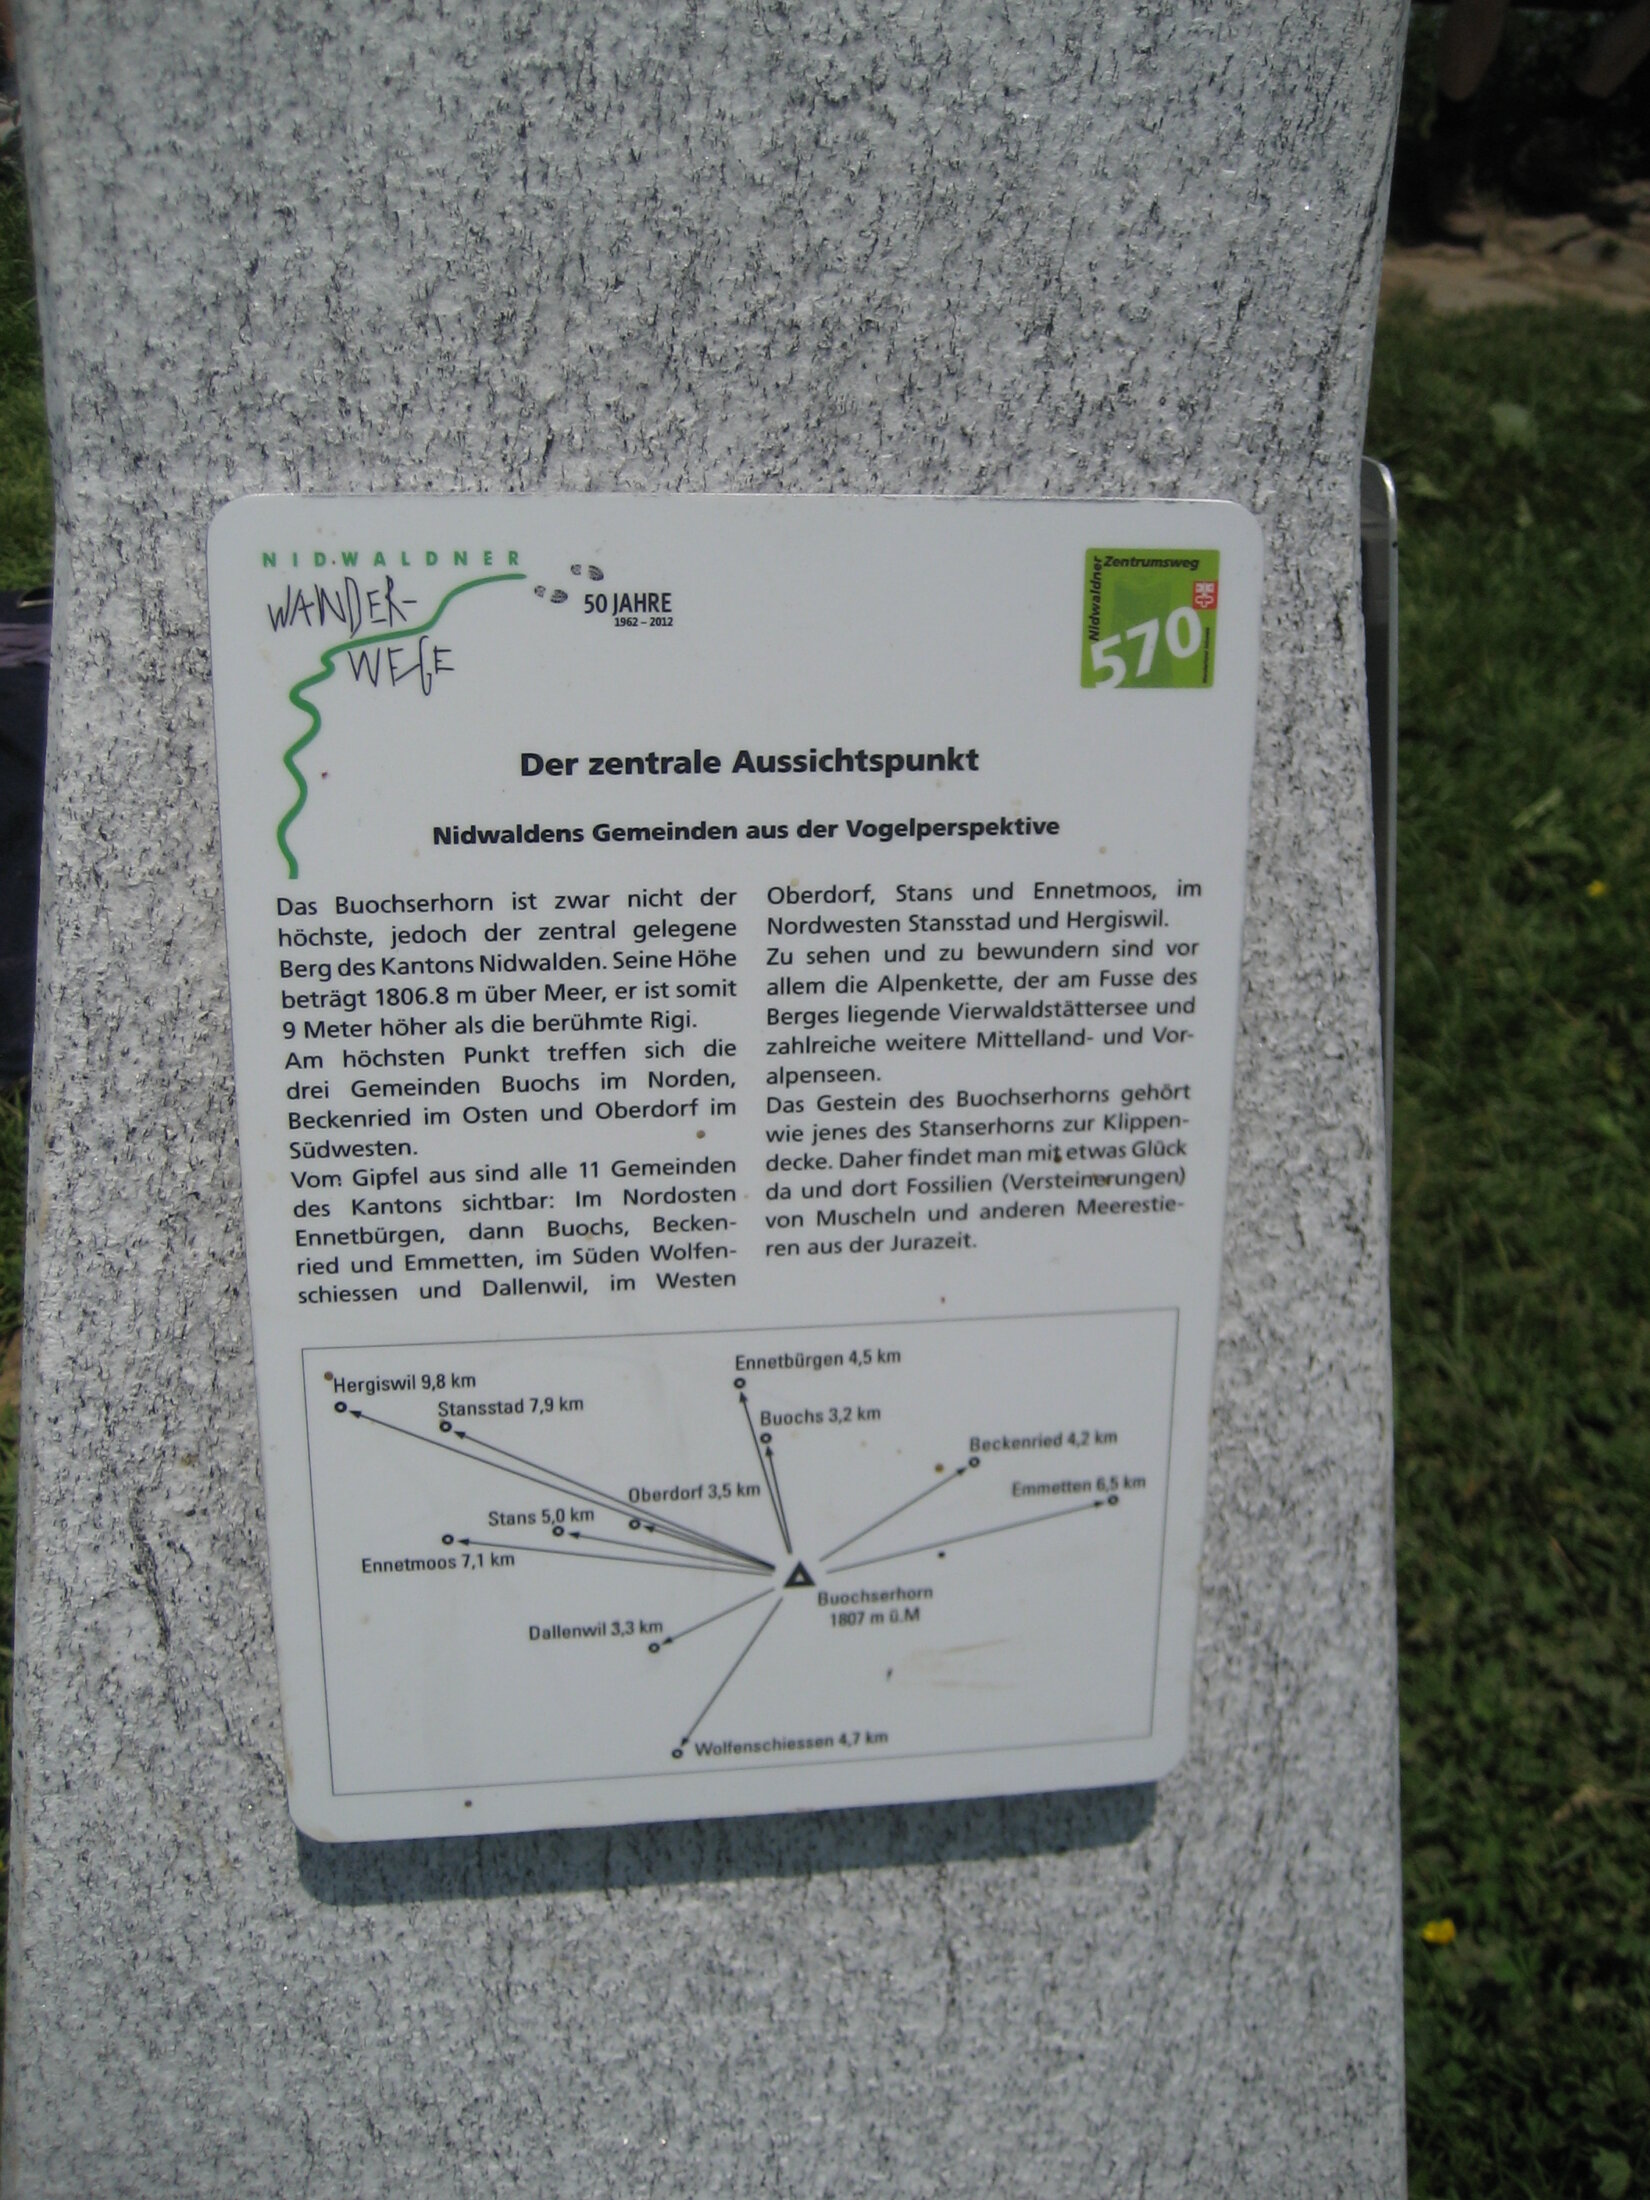 NIDWALDNER
WANDER-
WEGE
50 JAHRE
1962 – 2012
Nidwaldner
Zentrumsweg
570
Der zentrale Aussichtspunkt
Nidwaldens Gemeinden aus der Vogelperspektive
Das Buochserhorn ist zwar nicht der
höchste, jedoch der zentral gelegene
Berg des Kantons Nidwalden. Seine Höhe
beträgt 1806.8 m über Meer, er ist somit
9 Meter höher als die berühmte Rigi.
Am höchsten Punkt treffen sich die
drei Gemeinden Buochs im Norden,
Beckenried im Osten und Oberdorf im
Südwesten.
Vom Gipfel aus sind alle 11 Gemeinden
des Kantons sichtbar: Im Nordosten
Ennetbürgen, dann Buochs, Becken-
ried und Emmetten, im Süden Wolfen-
schiessen und Dallenwil, im Westen
Oberdorf, Stans und Ennetmoos, im
Nordwesten Stansstad und Hergiswil.
Zu sehen und zu bewundern sind vor
allem die Alpenkette, der am Fusse des
Berges liegende Vierwaldstättersee und
zahlreiche weitere Mittelland- und Vor-
alpenseen.
Das Gestein des Buochserhorns gehört
wie jenes des Stanserhorns zur Klippen-
decke. Daher findet man mit etwas Glück
da und dort Fossilien (Versteinerungen)
von Muscheln und anderen Meerestie-
ren aus der Jurazeit.
Ennetbürgen 4,5 km
Hergiswil 9,8 km
Stansstad 7,9 km
Buochs 3,2 km
Beckenried 4,2 km
Emmetten 6,5 km
Oberdorf 3,5 km
Stans 5,0 km
Ennetmoos 7,1 km
Buochserhorn
1807 m ü.M
Dallenwil 3,3 km
Wolfenschiessen 4,7 km